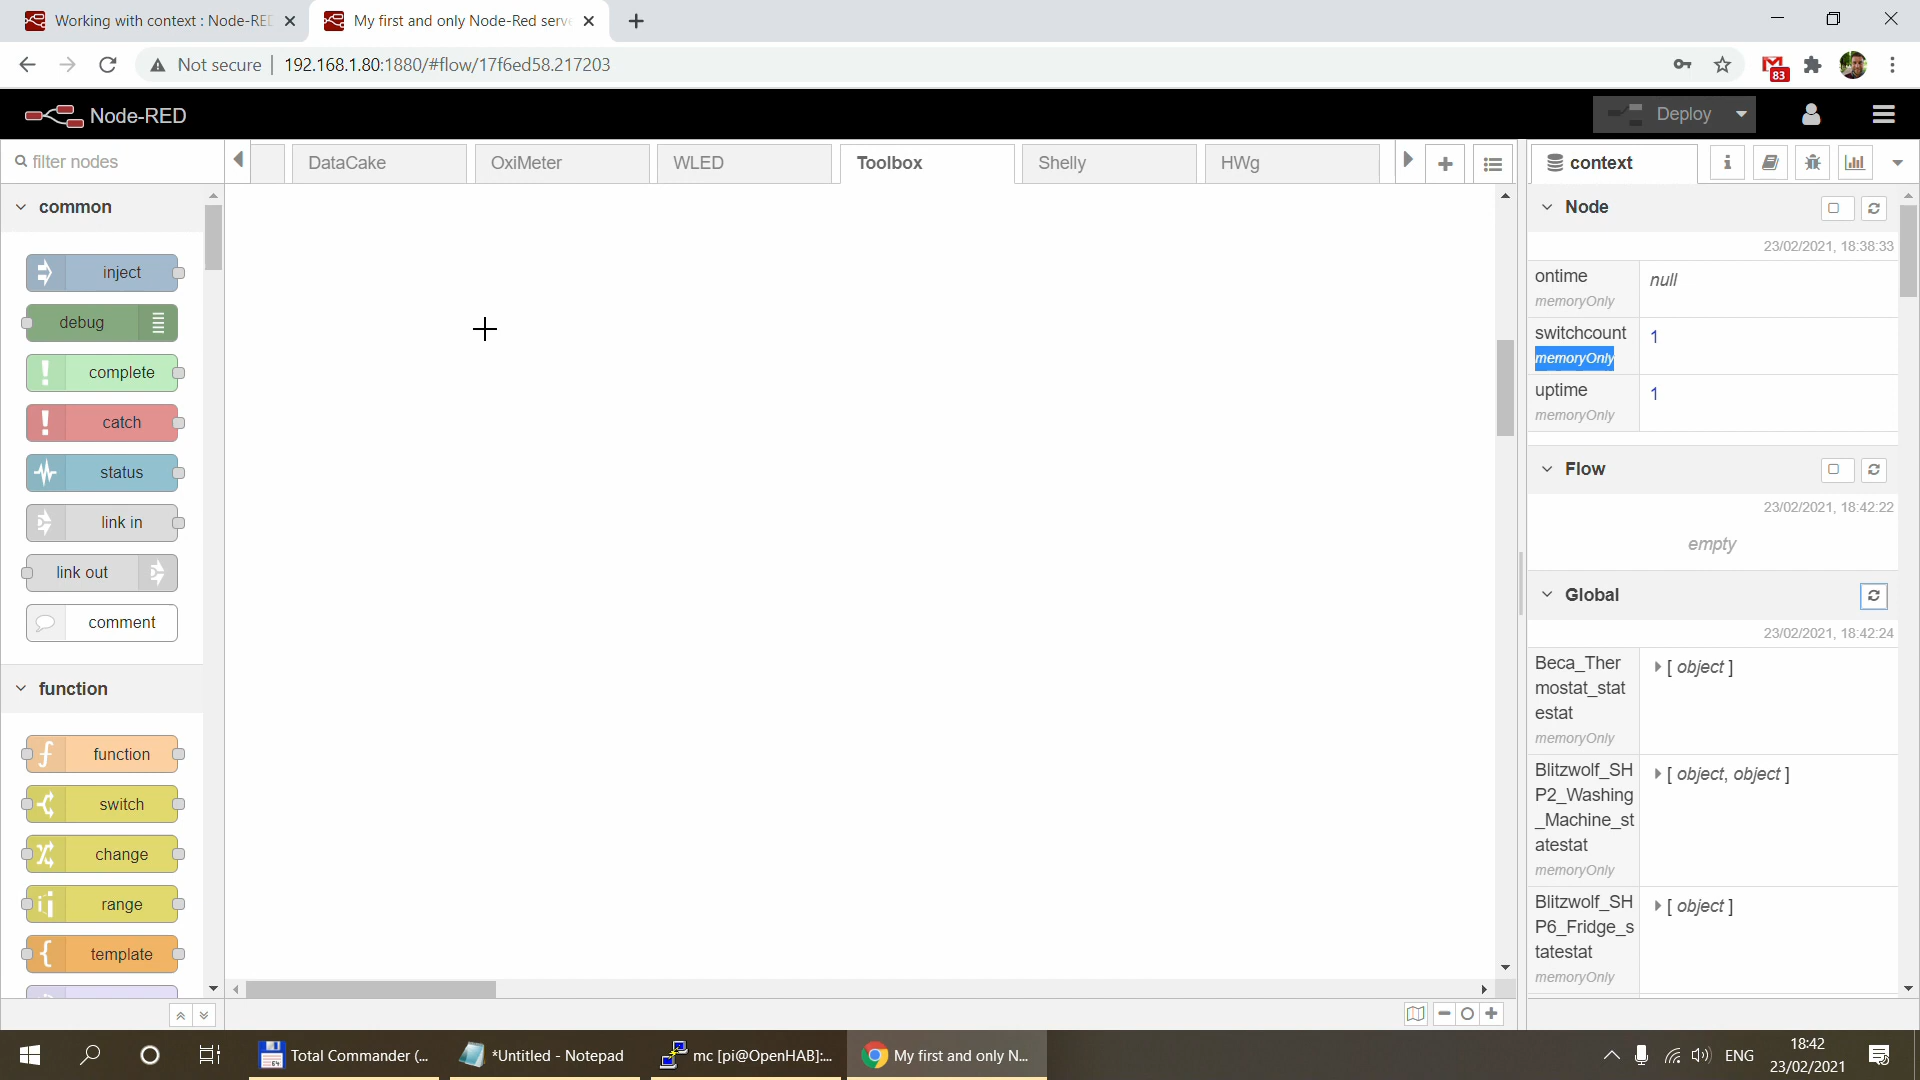 Working with context : Node-RE
My first and only Node-Red serve
Not secure
192.168.1.80:1880/#flow/17f6ed58.217203
83
Node-RED
Deploy
filter nodes
DataCake
OxiMeter
WLED
Toolbox
Shelly
HWg
context
common
inject
debug
complete
catch
status
link in
link out
comment
function
function
switch
change
range
template
Node
23/02/2021, 18:38:33
ontime
memoryOnly
null
switchcount
memoryOnly
1
uptime
memoryOnly
1
Flow
23/02/2021, 18:42:22
empty
Global
23/02/2021, 18:42:24
Beca_Ther
mostat_stat
estat
memoryOnly
[ object ]
Blitzwolf_SH
P2_Washing
_Machine_st
atestat
memoryOnly
[ object, object ]
Blitzwolf_SH
P6_Fridge_s
tatestat
memoryOnly
[ object ]
64
Total Commander (...
*Untitled - Notepad
mc [pi@OpenHAB]:...
My first and only N...
ENG
18:42
23/02/2021